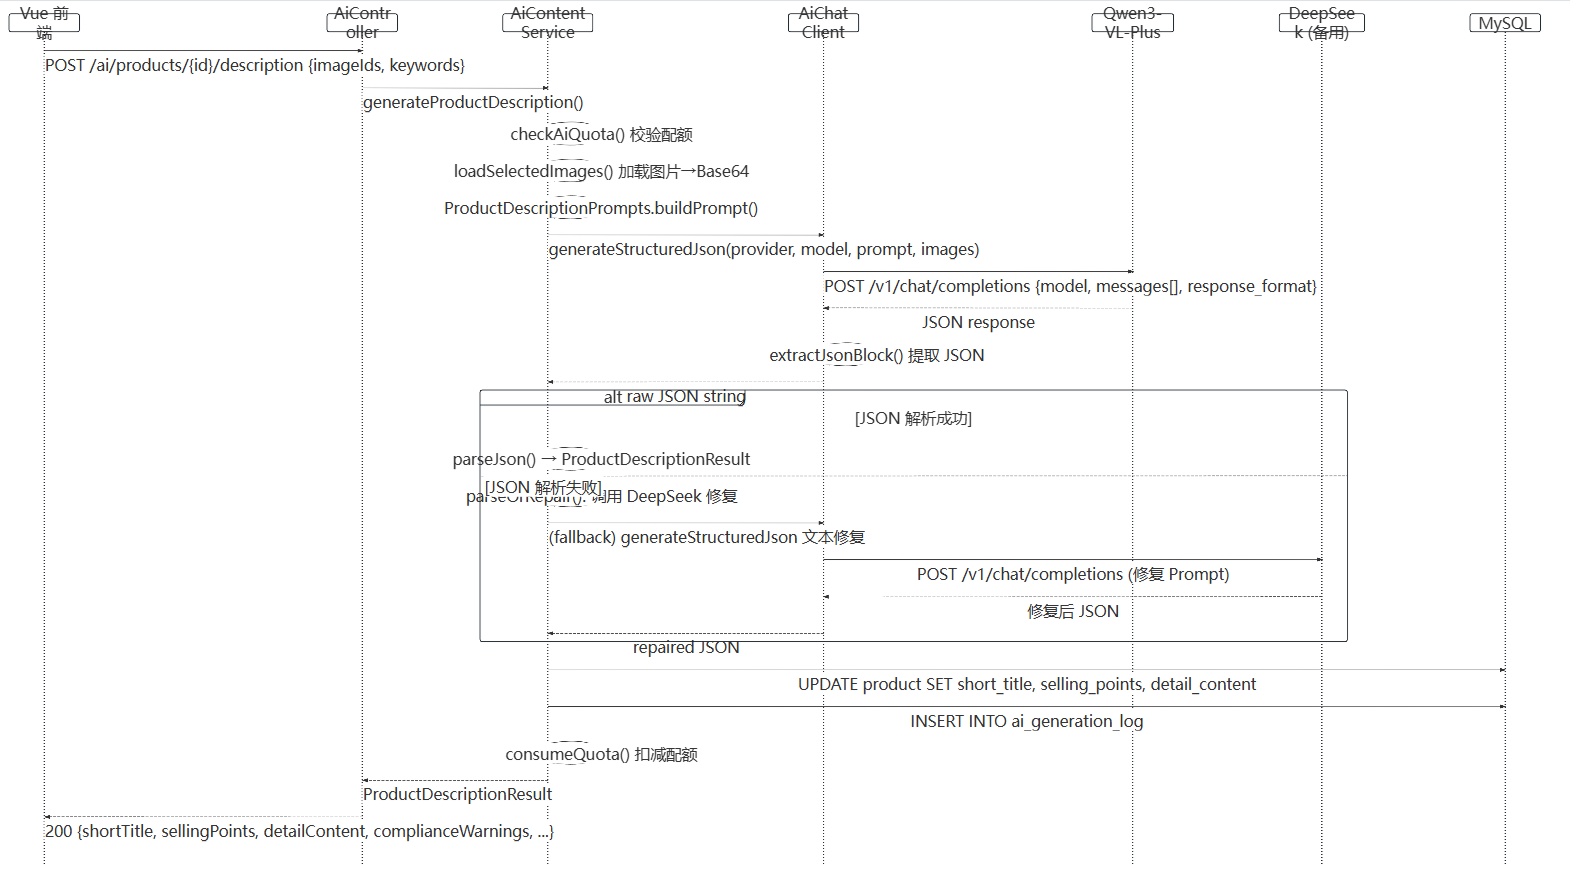 Vue 前
端
AiContr
oller
AiContent
Service
AiChat
Client
Qwen3-
VL-Plus
DeepSee
k (备用)
MySQL
POST /ai/products/{id}/description {imageIds, keywords}
generateProductDescription()
checkAiQuota() 校验配额
loadSelectedImages() 加载图片→Base64
ProductDescriptionPrompts.buildPrompt()
generateStructuredJson(provider, model, prompt, images)
POST /v1/chat/completions {model, messages[], response_format}
JSON response
extractJsonBlock() 提取 JSON
alt raw JSON string
[JSON 解析成功]
parseJson() → ProductDescriptionResult
[JSON 解析失败]
parseOrRepair(): 调用 DeepSeek 修复
(fallback) generateStructuredJson 文本修复
POST /v1/chat/completions (修复 Prompt)
修复后 JSON
repaired JSON
UPDATE product SET short_title, selling_points, detail_content
INSERT INTO ai_generation_log
consumeQuota() 扣减配额
ProductDescriptionResult
200 {shortTitle, sellingPoints, detailContent, complianceWarnings, ...}